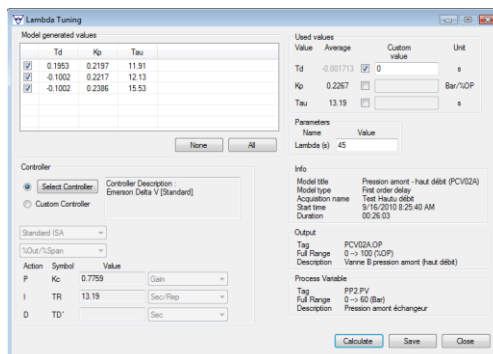 Lambda Tuning
Model generated values
Td Kp Tau
0.1953 0.2197 11.91
-0.1002 0.2217 12.13
-0.1002 0.2386 15.53
None All
Controller
Select Controller
Controller Description :
Emerson Delta V [Standard]
Custom Controller
Standard ISA
%Out/%Span
Action Symbol Value
P Kc 0.7759 Gain
I TR 13.19 Sec/Rep
D TD' Sec
Used values
Value Average Custom value Unit
Td -0.001713 0 s
Kp 0.2267 Bar/%OP
Tau 13.19 s
Parameters
Name Value
Lambda (s) 45
Info
Model title Pression amont - haut débit (PCV02A)
Model type First order delay
Acquisition name Test Hautu débit
Start time 9/16/2010 8:25:40 AM
Duration 00:26:03
Output
Tag PCV02A.OP
Full Range 0 --> 100 (%OP)
Description Vanne B pression amont (haut débit)
Process Variable
Tag PP2.PV
Full Range 0 --> 60 (Bar)
Description Pression amont échangeur
Calculate Save Close